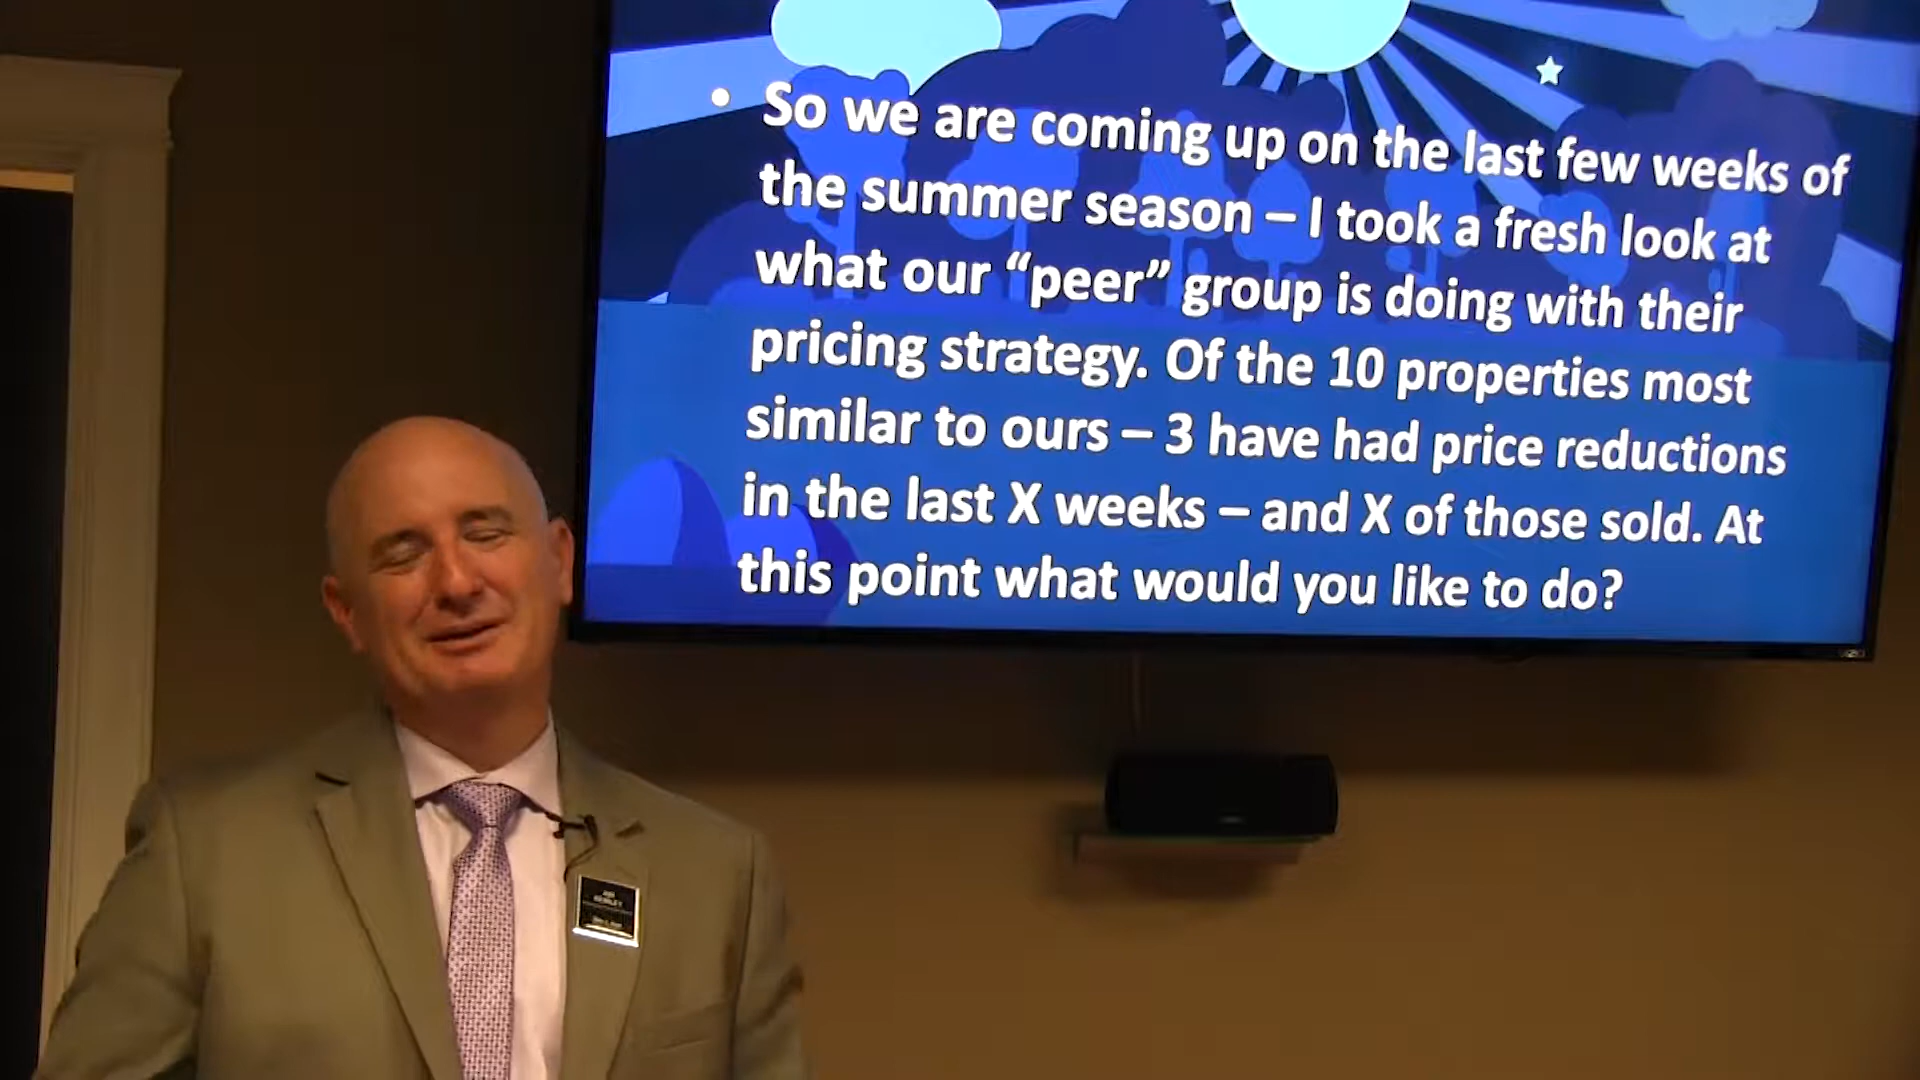 • So we are coming up on the last few weeks of
the summer season – I took a fresh look at
what our “peer” group is doing with their
pricing strategy. Of the 10 properties most
similar to ours – 3 have had price reductions
in the last X weeks – and X of those sold. At
this point what would you like to do?